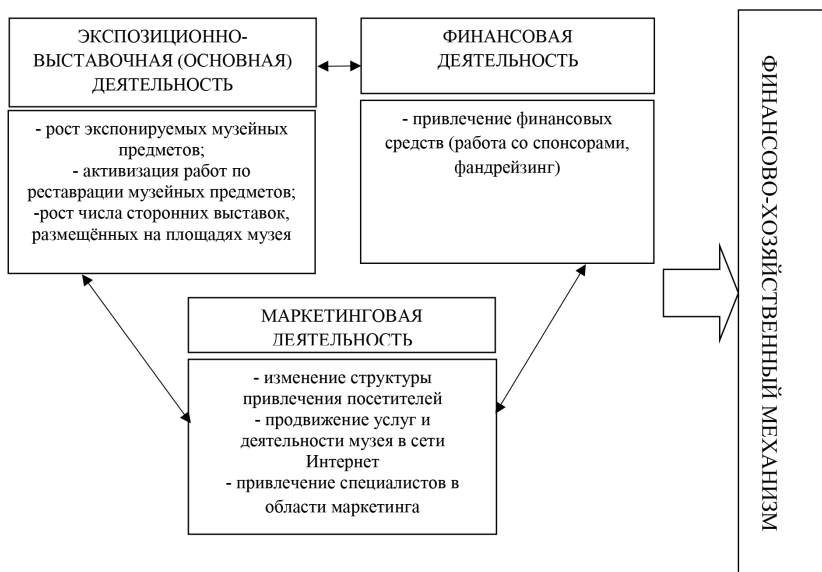 ЭКСПОЗИЦИОННО-
ВЫСТАВОЧНАЯ (ОСНОВНАЯ)
ДЕЯТЕЛЬНОСТЬ
- рост экспонируемых музейных
предметов;
- активизация работ по
реставрации музейных предметов;
-рост числа сторонних выставок,
размещённых на площадях музея
ФИНАНСОВАЯ
ДЕЯТЕЛЬНОСТЬ
- привлечение финансовых
средств (работа со спонсорами,
фандрейзинг)
МАРКЕТИНГОВАЯ
ДЕЯТЕЛЬНОСТЬ
- изменение структуры
привлечения посетителей
- продвижение услуг и
деятельности музея в сети
Интернет
- привлечение специалистов в
области маркетинга
ФИНАНСОВО-ХОЗЯЙСТВЕННЫЙ МЕХАНИЗМ